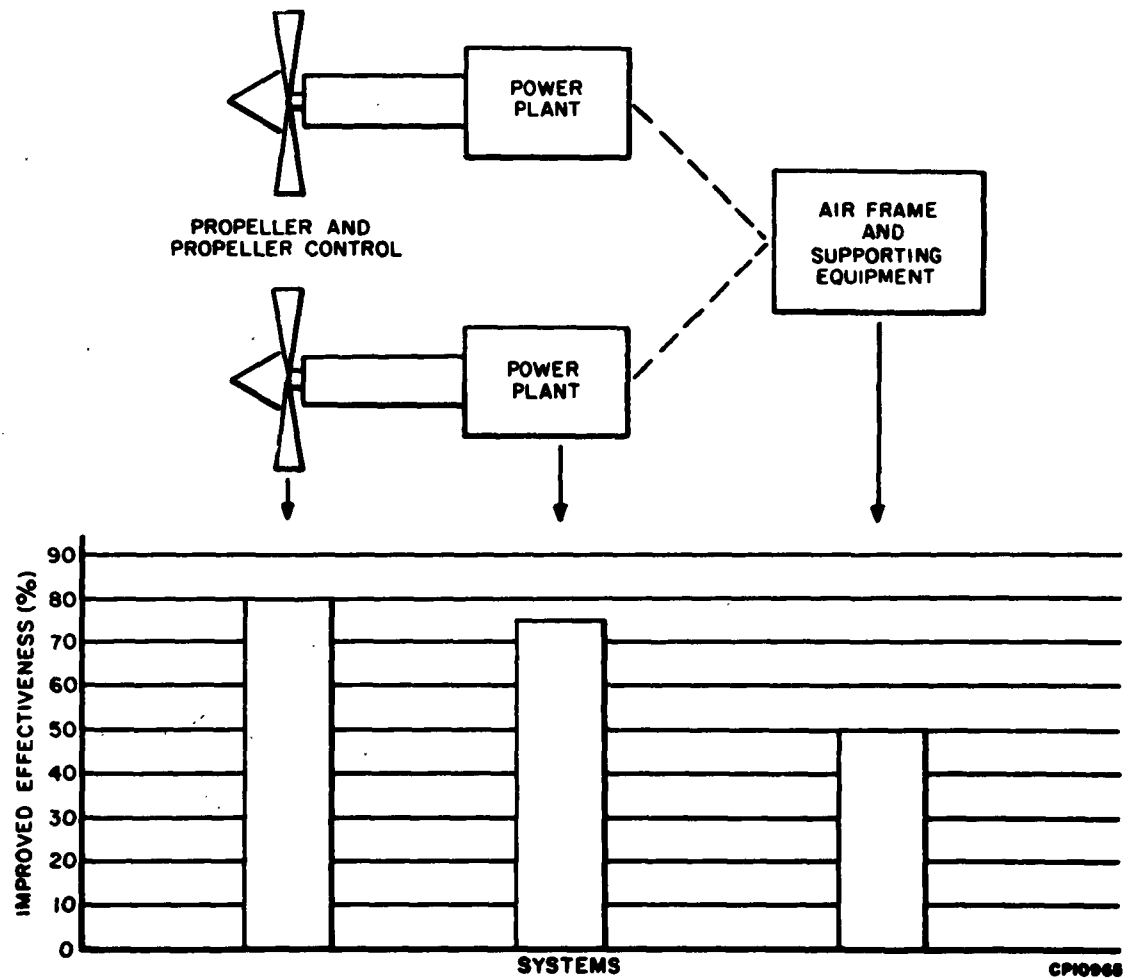 POWER
PLANT
AIR FRAME
AND
SUPPORTING
EQUIPMENT
PROPELLER AND
PROPELLER CONTROL
POWER
PLANT
IMPROVED EFFECTIVENESS (%)
90
80
70
60
50
40
30
20
10
0
SYSTEMS
CP10965